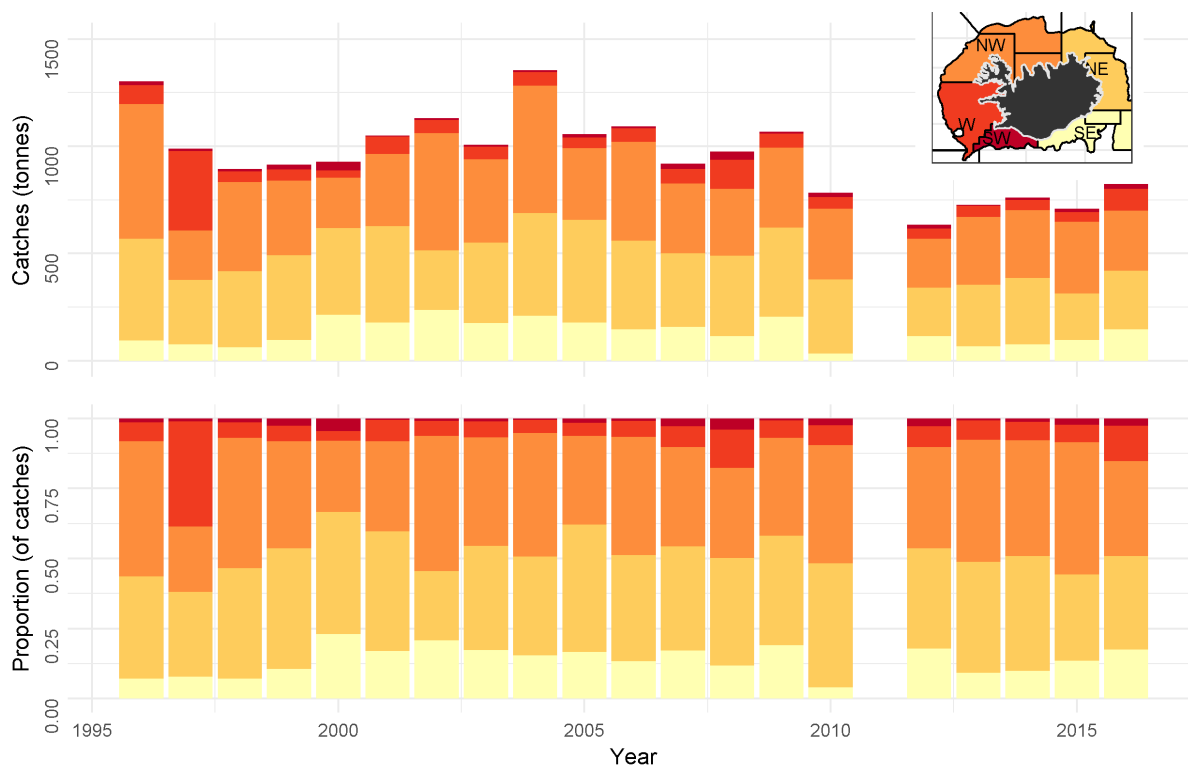 Catches (tonnes)
1500
1000
500
0
NW
NE
W
SW
SE
Proportion (of catches)
1.00
0.75
0.50
0.25
0.00
1995
2000
2005
2010
2015
Year